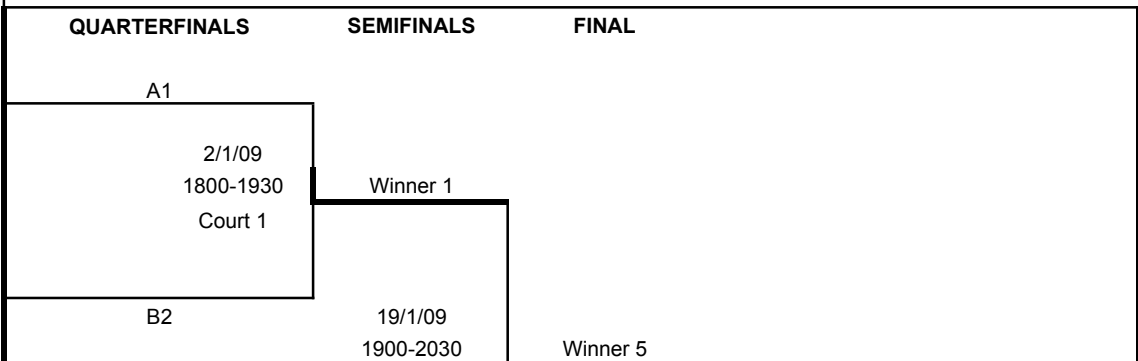 QUARTERFINALS SEMIFINALS FINAL
A1
2/1/09
1800-1930 Winner 1
Court 1
B2 19/1/09
1900-2030 Winner 5